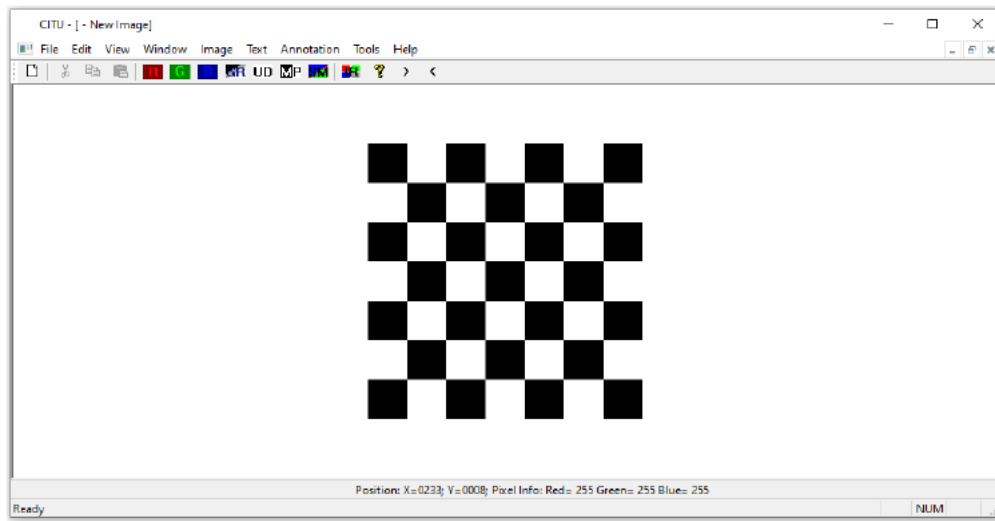 CITU - [ - New Image]
File Edit View Window Image Text Annotation Tools Help
G UD MP ? > <
Position: X=0233; Y=0008; Pixel Info: Red= 255 Green= 255 Blue= 255
Ready NUM